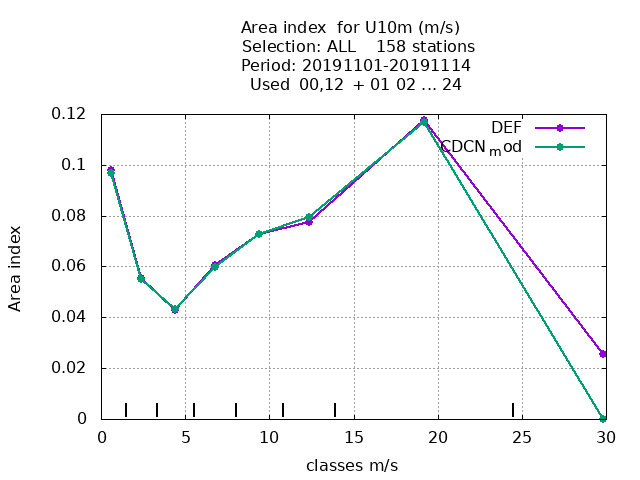 Area index  for U10m (m/s)
Selection: ALL    158 stations
Period: 20191101-20191114
Used  00,12  + 01 02 ... 24
DEF
CDCN_mod
0.12
0.1
0.08
0.06
0.04
0.02
0
0 5 10 15 20 25 30
Area index
classes m/s